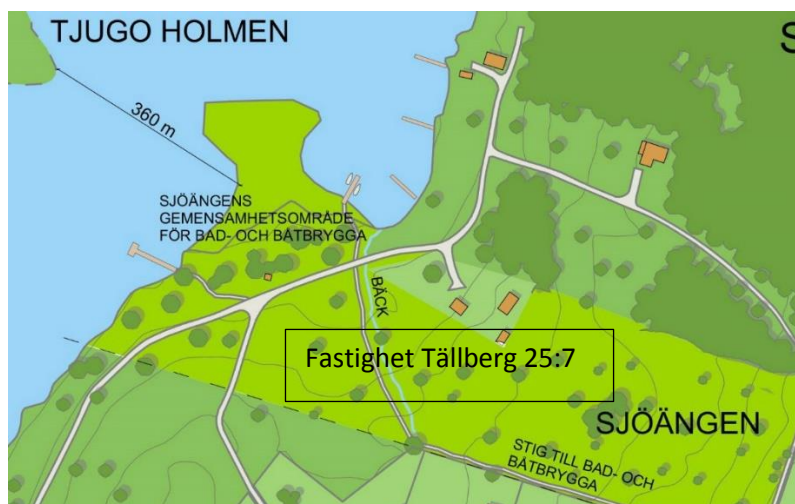 TJUGO HOLMEN
S
360 m
SJÖÄNGENS
GEMENSAMHETSOMRÅDE
FÖR BAD- OCH BÅTBRYGGA
BÄCK
Fastighet Tällberg 25:7
SJÖÄNGEN
STIG TILL BAD- OCH
BÅTBRYGGA